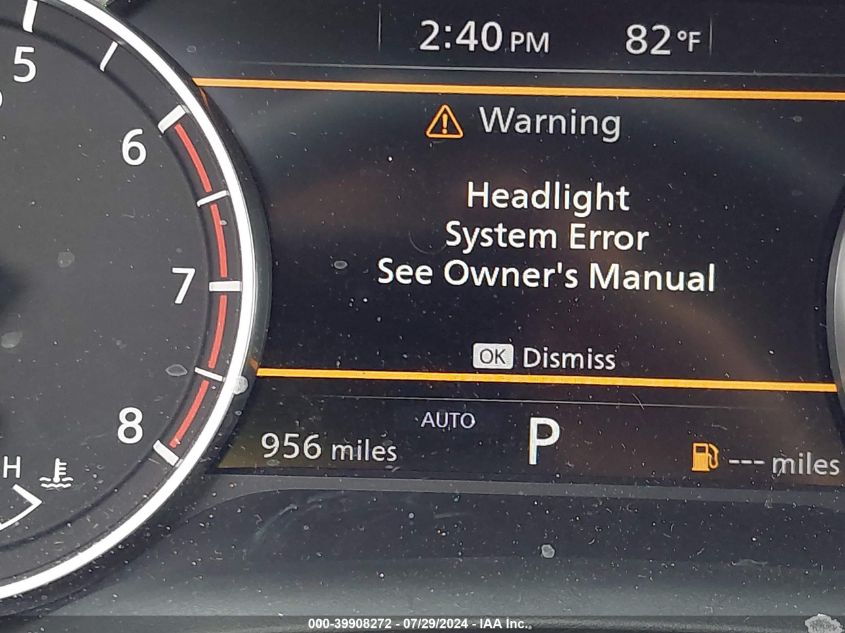 2:40 PM 82°F
5
Warning
6
Headlight
System Error
See Owner's Manual
7
OK Dismiss
8
AUTO
956 miles P --- miles
H
000-39908272 - 07/29/2024 - IAA Inc.